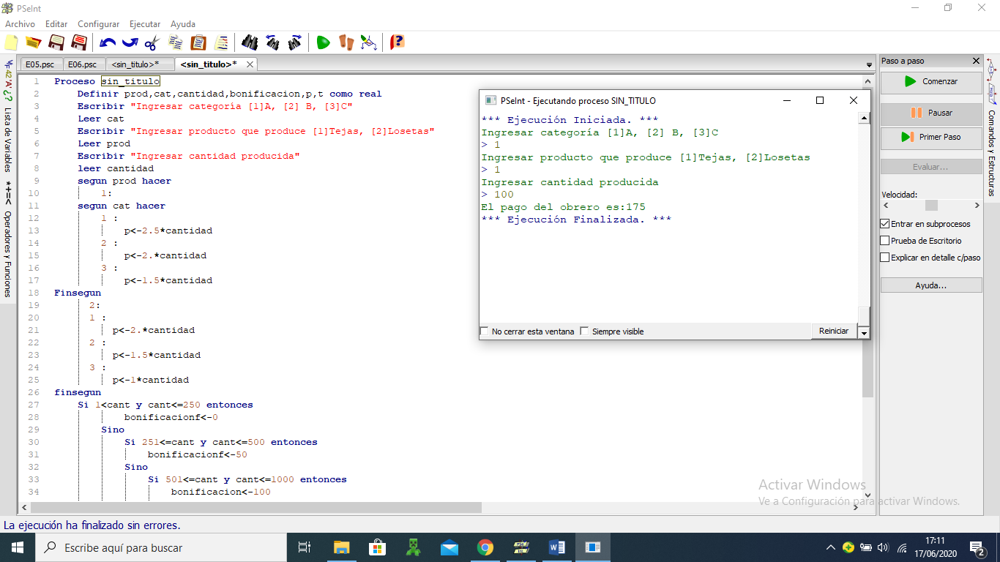 PSeInt
Archivo Editar Configurar Ejecutar Ayuda
E05.psc E06.psc <sin_titulo>* <sin_titulo>*
Lista de Variables
Operadores y Funciones
1 Proceso sin_titulo
2 Definir prod,cat,cantidad,bonificacion,p,t como real
3 Escribir "Ingresar categoría [1]A, [2] B, [3]C"
4 Leer cat
5 Escribir "Ingresar producto que produce [1]Tejas, [2]Losetas"
6 Leer prod
7 Escribir "Ingresar cantidad producida"
8 leer cantidad
9 segun prod hacer
10 1:
11 segun cat hacer
12 1 :
13 p<-2.5*cantidad
14 2 :
15 p<-2.*cantidad
16 3 :
17 p<-1.5*cantidad
18 Finsegun
19 2:
20 1 :
21 p<-2.*cantidad
22 2 :
23 p<-1.5*cantidad
24 3 :
25 p<-1*cantidad
26 finsegun
27 Si 1<cant y cant<=250 entonces
28 bonificacionf<-0
29 Sino
30 Si 251<=cant y cant<=500 entonces
31 bonificacionf<-50
32 Sino
33 Si 501<=cant y cant<=1000 entonces
34 bonificacion<-100
PSeInt - Ejecutando proceso SIN_TITULO
*** Ejecución Iniciada. ***
Ingresar categoría [1]A, [2] B, [3]C
> 1
Ingresar producto que produce [1]Tejas, [2]Losetas
> 1
Ingresar cantidad producida
> 100
El pago del obrero es:175
*** Ejecución Finalizada. ***
No cerrar esta ventana Siempre visible Reiniciar
Paso a paso
Comenzar
Pausar
Primer Paso
Evaluar...
Velocidad:
Entrar en subprocesos
Prueba de Escritorio
Explicar en detalle c/paso
Ayuda...
Comandos y Estructuras
Activar Windows
Ve a Configuración para activar Windows.
La ejecución ha finalizado sin errores.
Escribe aquí para buscar
17:11
17/06/2020
2